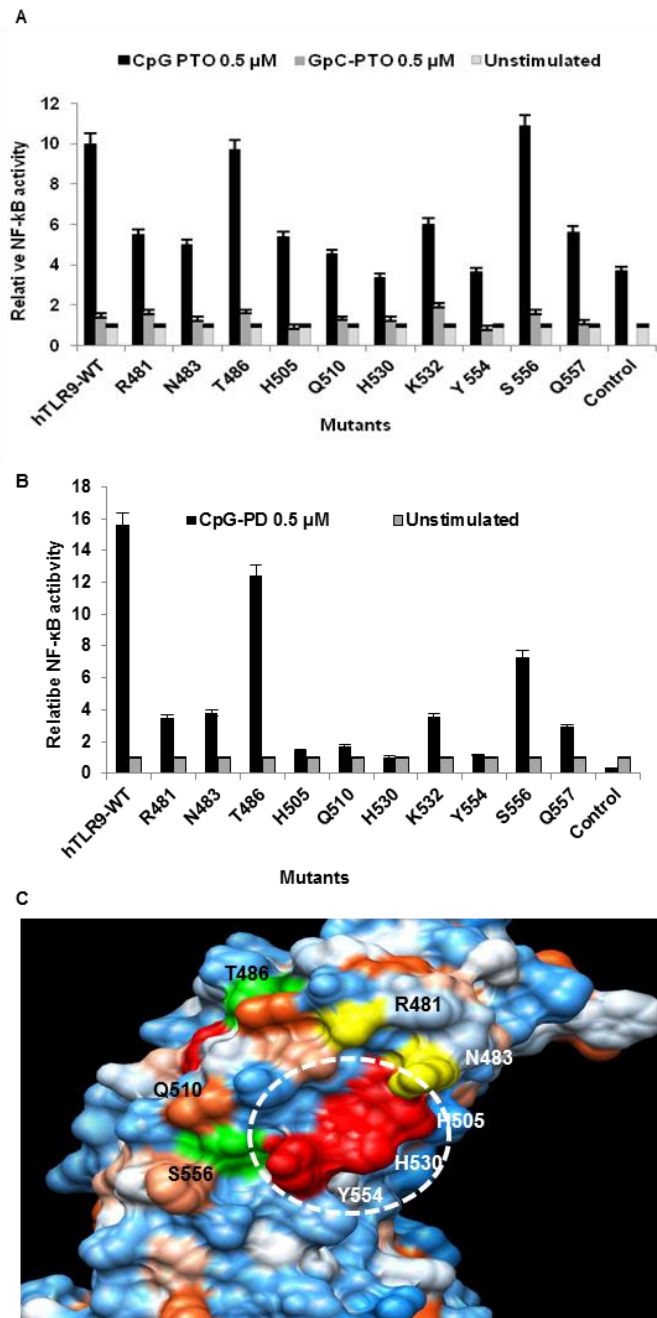 A
CpG PTO 0.5 µM GpC-PTO 0.5 µM Unstimulated
Relati ve NF-kB activity
12
10
8
6
4
2
0
hTLR9-WT R481 N483 T486 H505 Q510 H530 K532 Y 554 S 556 Q557 Control
Mutants
B
CpG-PD 0.5 µM Unstimulated
Relatibe NF-κB actibvity
18
16
14
12
10
8
6
4
2
0
hTLR9-WT R481 N483 T486 H505 Q510 H530 K532 Y554 S556 Q557 Control
Mutants
C
T486
R481
N483
Q510
H505
H530
S556
Y554